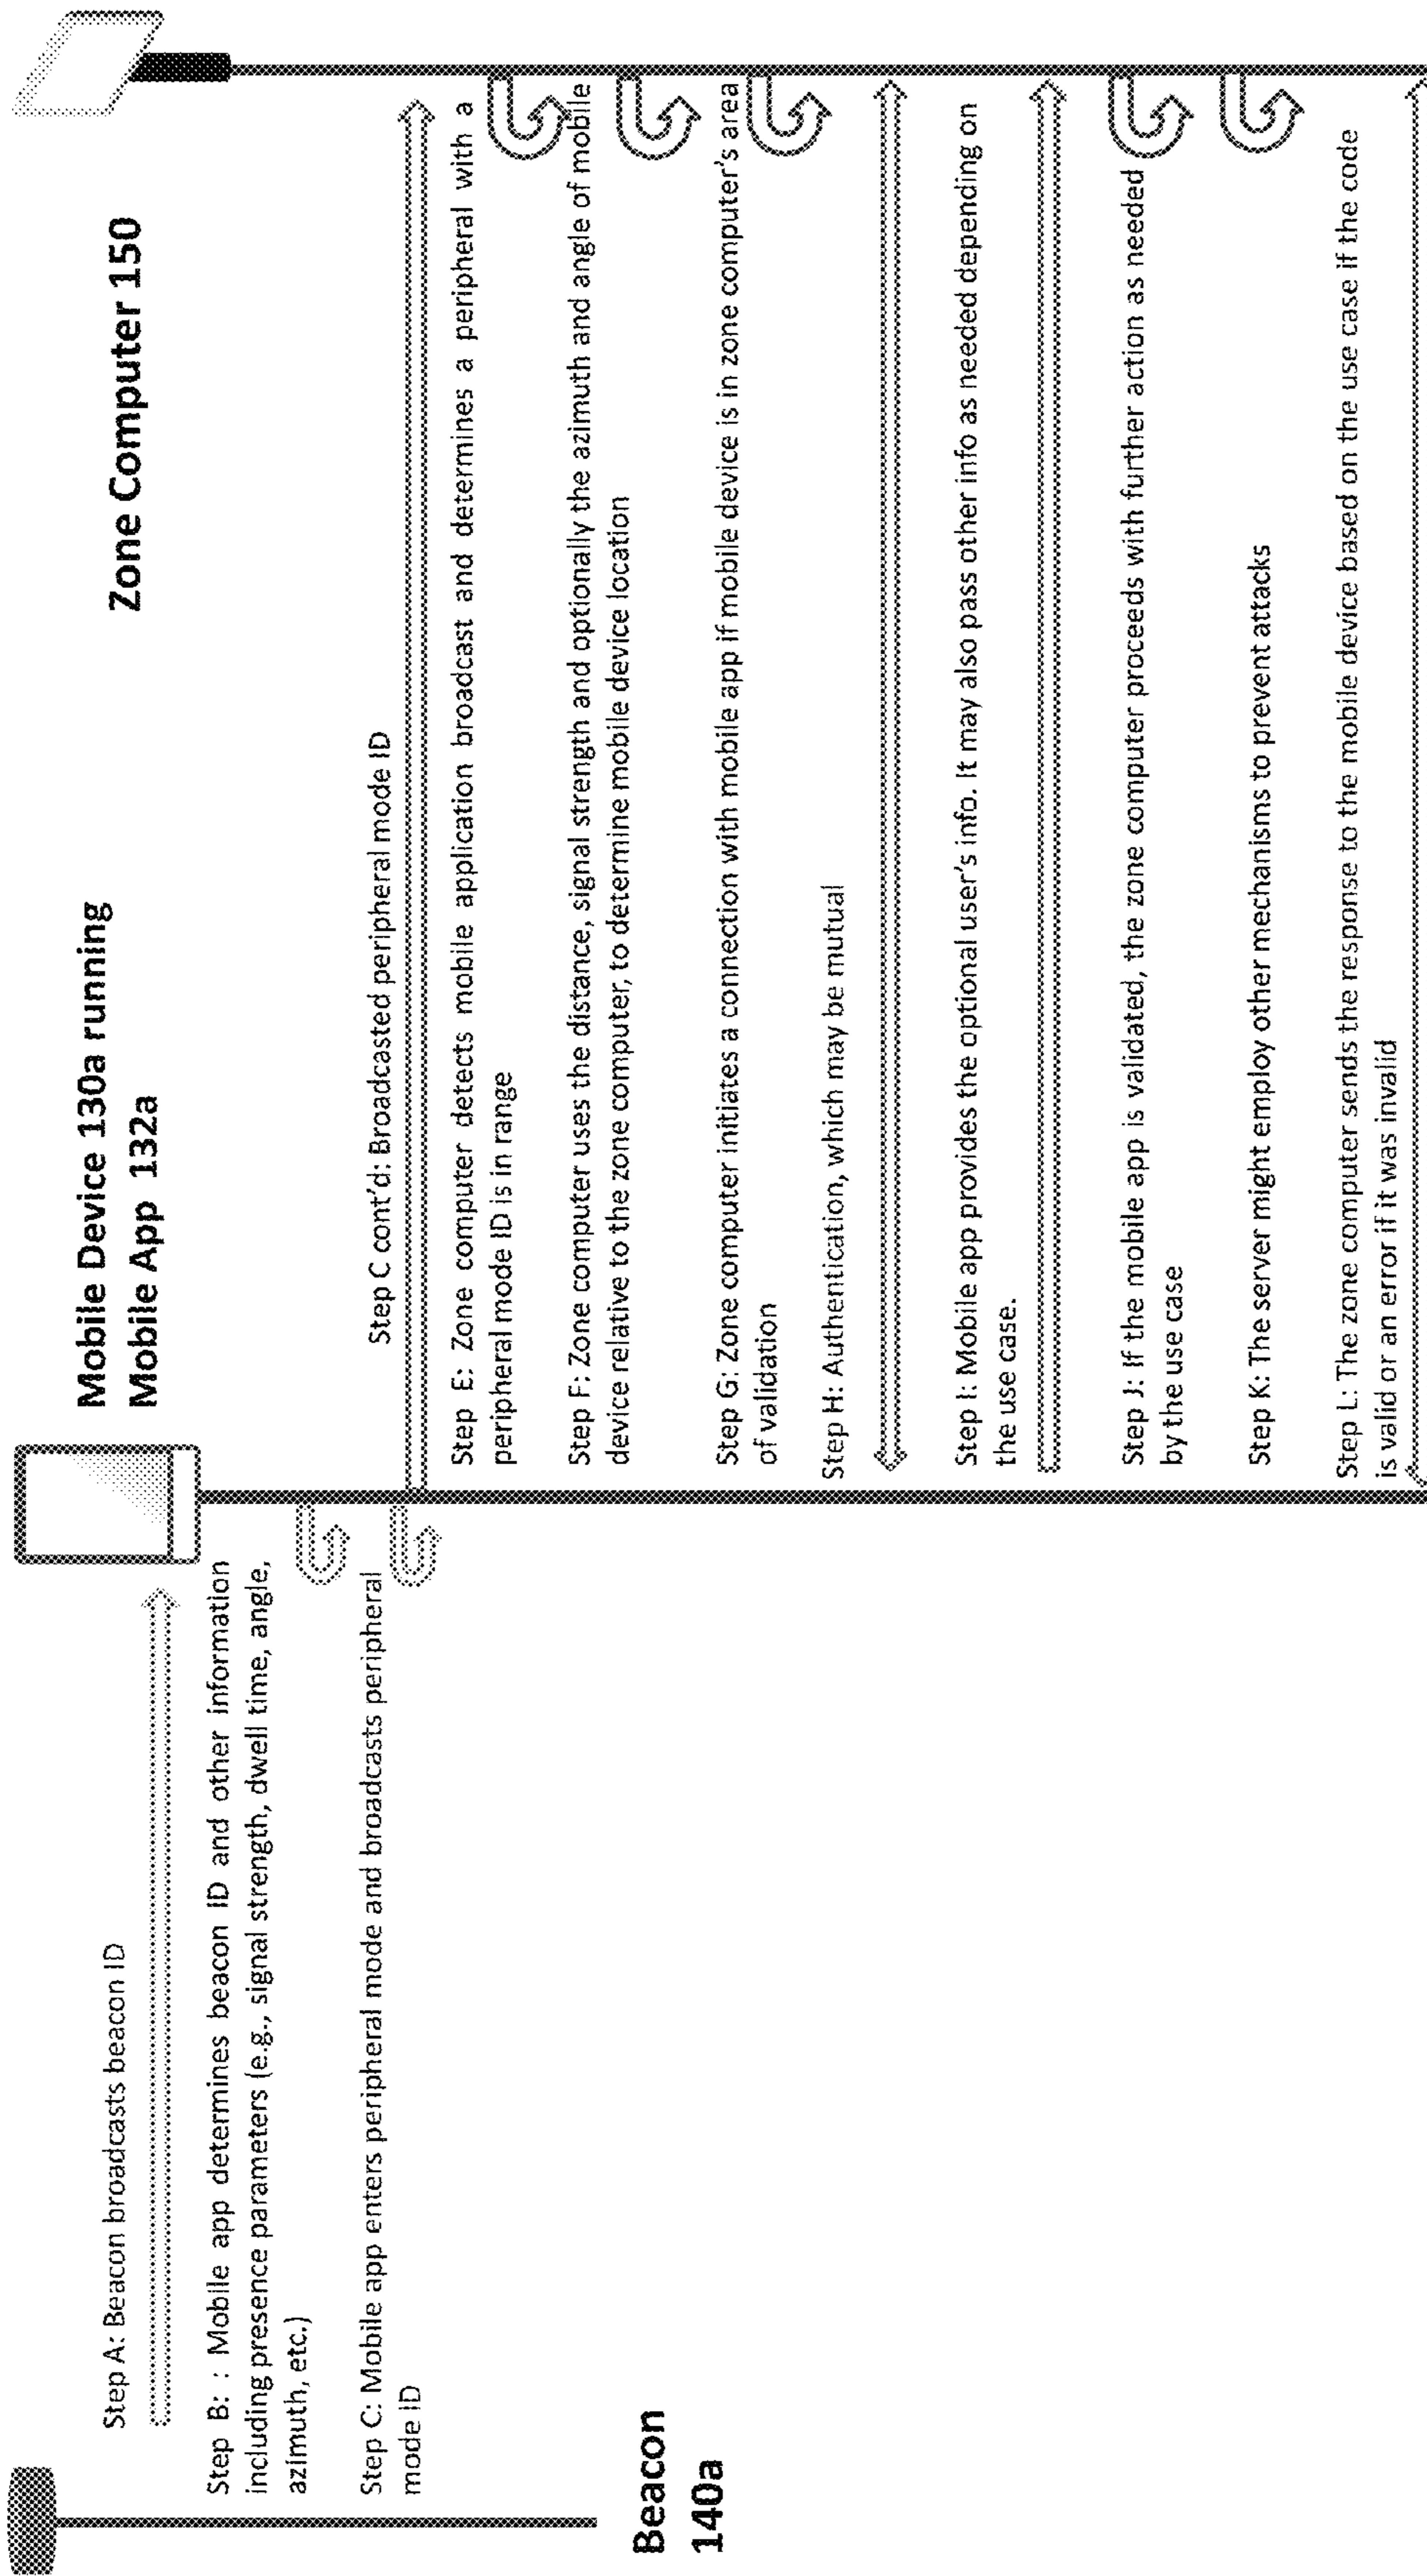 Mobile Device 130a running
Mobile App 132a
Zone Computer 150
Step A: Beacon broadcasts beacon ID
Step B: : Mobile app determines beacon ID and other information
including presence parameters (e.g., signal strength, dwell time, angle,
azimuth, etc.)
Step C: Mobile app enters peripheral mode and broadcasts peripheral
mode ID
Beacon
140a
Step C cont'd: Broadcasted peripheral mode ID
Step E: Zone computer detects mobile application broadcast and determines a peripheral with a
peripheral mode ID is in range
Step F: Zone computer uses the distance, signal strength and optionally the azimuth and angle of mobile
device relative to the zone computer, to determine mobile device location
Step G: Zone computer initiates a connection with mobile app if mobile device is in zone computer's area
of validation
Step H: Authentication, which may be mutual
Step I: Mobile app provides the optional user's info. It may also pass other info as needed depending on
the use case.
Step J: If the mobile app is validated, the zone computer proceeds with further action as needed
by the use case
Step K: The server might employ other mechanisms to prevent attacks
Step L: The zone computer sends the response to the mobile device based on the use case if the code
is valid or an error if it was invalid